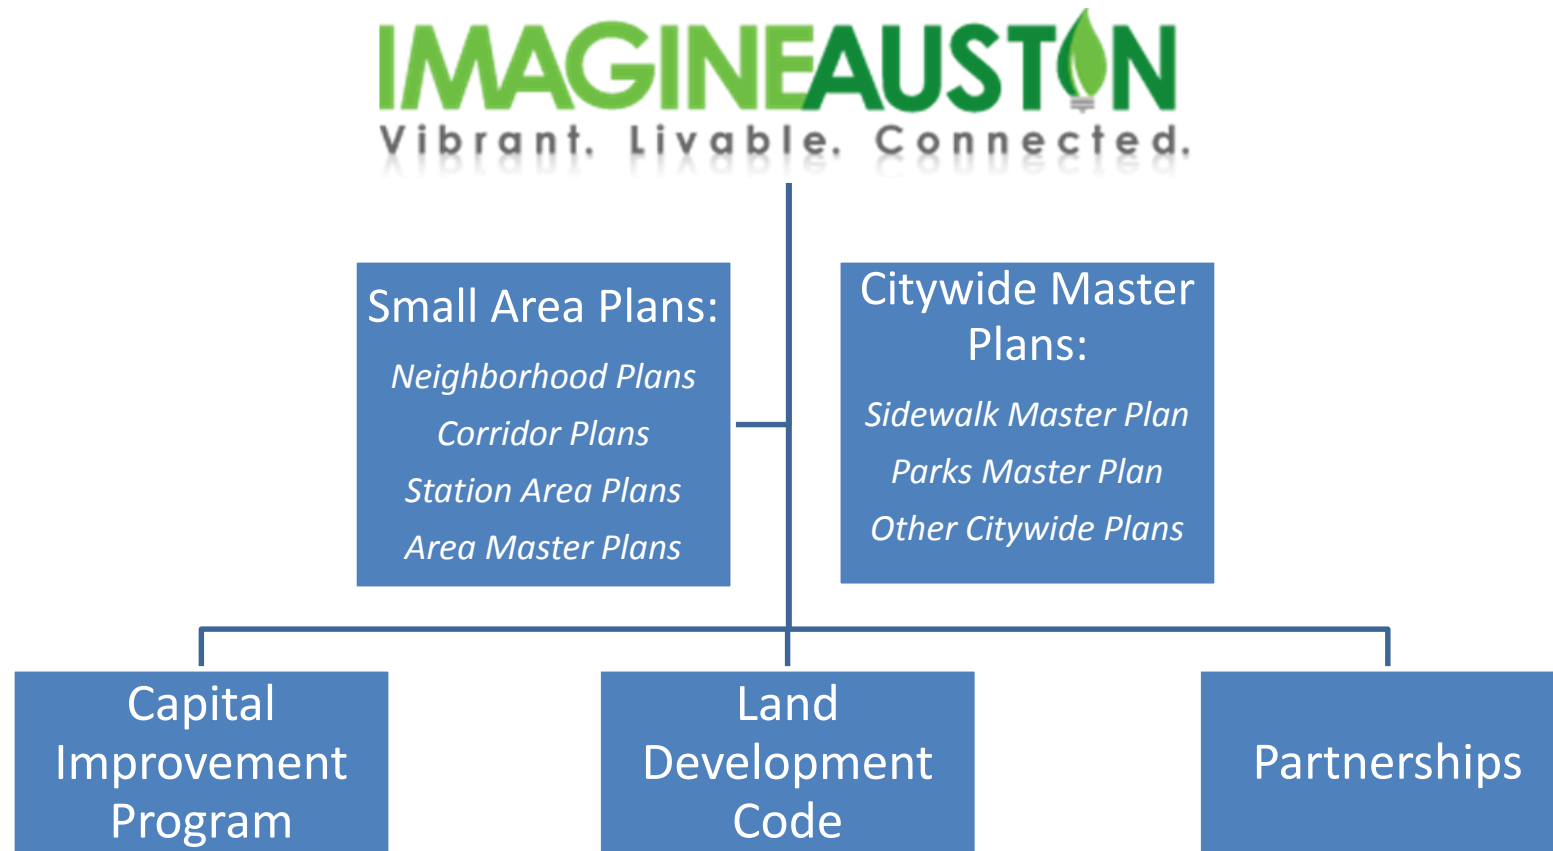 IMAGINEAUSTIN
Vibrant. Livable. Connected.
Small Area Plans:
Neighborhood Plans
Corridor Plans
Station Area Plans
Area Master Plans
Citywide Master
Plans:
Sidewalk Master Plan
Parks Master Plan
Other Citywide Plans
Capital
Improvement
Program
Land
Development
Code
Partnerships